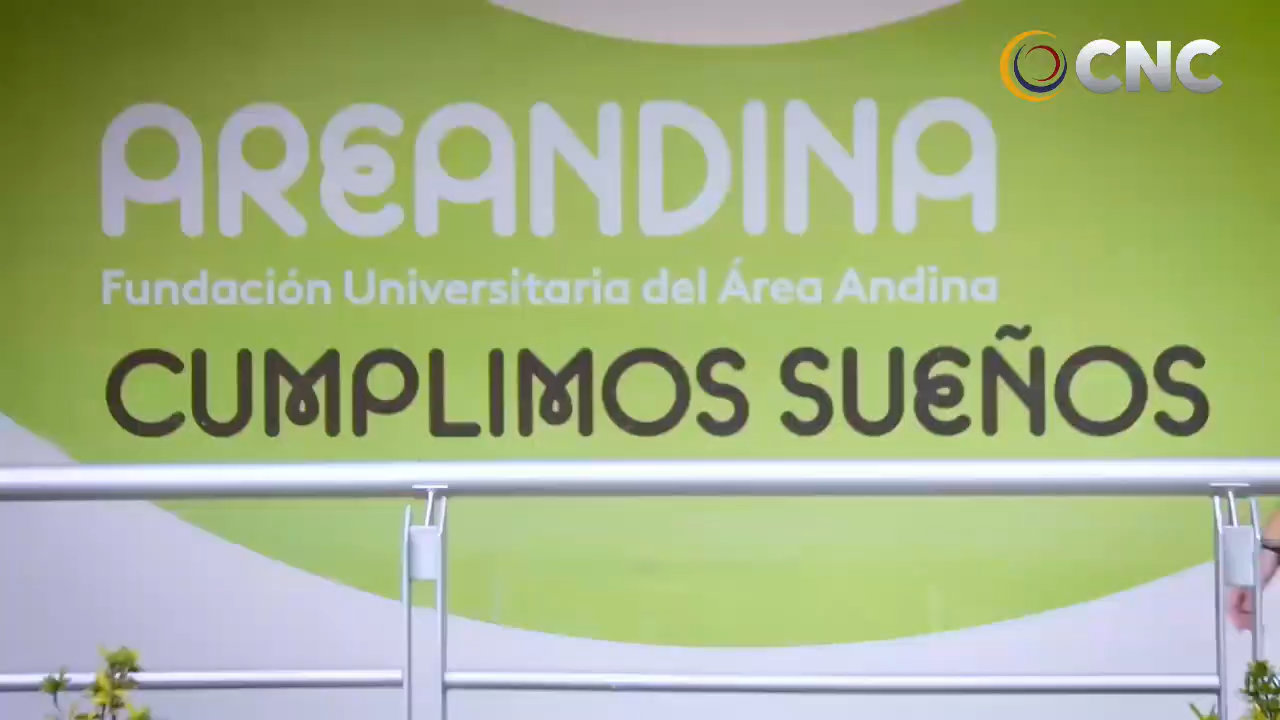 CNC
AREANDINA
Fundación Universitaria del Área Andina
CUMPLIMOS SUEÑOS